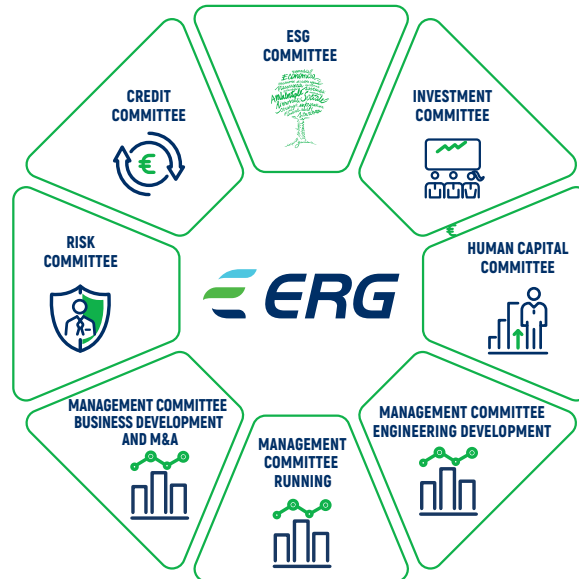 ESG
COMMITTEE
CREDIT
COMMITTEE
€
INVESTMENT
COMMITTEE
RISK
COMMITTEE
ERG
€
HUMAN CAPITAL
COMMITTEE
MANAGEMENT COMMITTEE
BUSINESS DEVELOPMENT
AND M&A
MANAGEMENT
COMMITTEE
RUNNING
MANAGEMENT COMMITTEE
ENGINEERING DEVELOPMENT